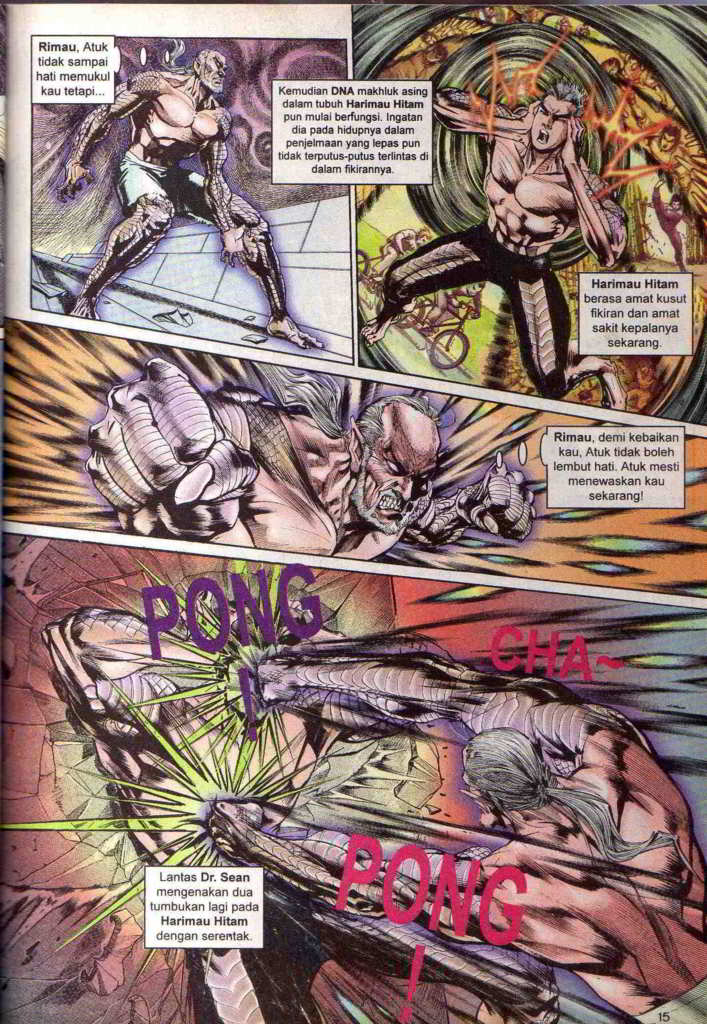 Rimau, Atuk
tidak sampai
hati memukul
kau tetapi...
Kemudian DNA makhluk asing
dalam tubuh Harimau Hitam
pun mulai berfungsi. Ingatan
dia pada hidupnya dalam
penjelmaan yang lepas pun
tidak terputus-putus terlintas di
dalam fikirannya.
Harimau Hitam
berasa amat kusut
fikiran dan amat
sakit kepalanya
sekarang.
Rimau, demi kebaikan
kau, Atuk tidak boleh
lembut hati. Atuk mesti
menewaskan kau
sekarang!
PONG
!
CHA~
PONG
!
Lantas Dr. Sean
mengenakan dua
tumbukan lagi pada
Harimau Hitam
dengan serentak.
15